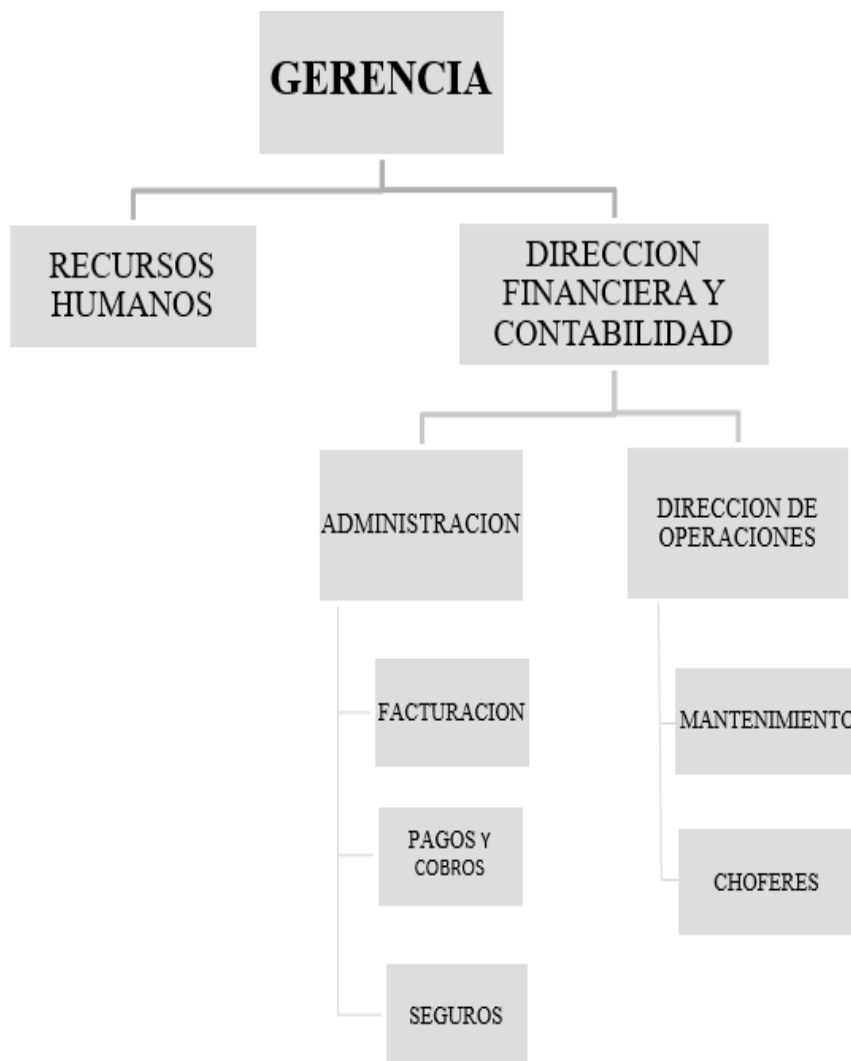 GERENCIA
RECURSOS
HUMANOS
DIRECCION
FINANCIERA Y
CONTABILIDAD
ADMINISTRACION
DIRECCION DE
OPERACIONES
FACTURACION
MANTENIMIENTO
PAGOS Y
COBROS
CHOFERES
SEGUROS